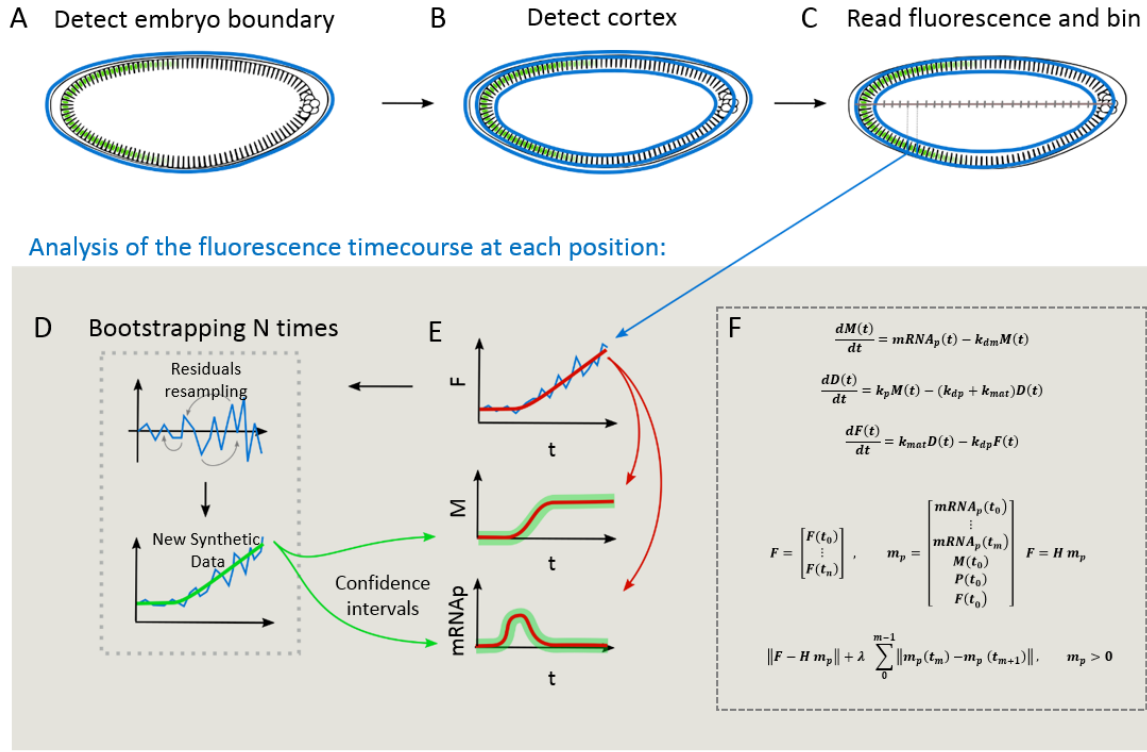 A Detect embryo boundary
B Detect cortex
C Read fluorescence and bin
Analysis of the fluorescence timecourse at each position:
D Bootstrapping N times
Residuals
resampling
New Synthetic
Data
Confidence
intervals
E
F
t
M
mRNAp
t
F
dM(t)/dt = mRNA_p(t) − k_dm M(t)
dD(t)/dt = k_p M(t) − (k_dp + k_mat)D(t)
dF(t)/dt = k_mat D(t) − k_dp F(t)
F = [F(t_0) ⋮ F(t_n)] , m_p = [mRNA_p(t_0) ⋮ mRNA_p(t_m) M(t_0) P(t_0) F(t_0)] F = H m_p
‖F − H m_p‖ + λ ∑_0^{m−1} ‖m_p(t_m) − m_p (t_{m+1})‖, m_p > 0